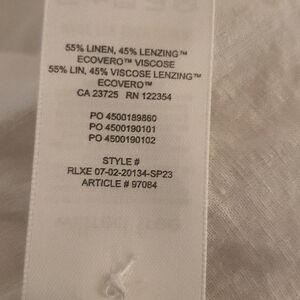 55% LINEN, 45% LENZING™
ECOVERO™ VISCOSE
55% LIN, 45% VISCOSE LENZING™
ECOVERO™
CA 23725 RN 122354
PO 4500189860
PO 4500190101
PO 4500190102
STYLE #
RLXE 07-02-20134-SP23
ARTICLE # 97084